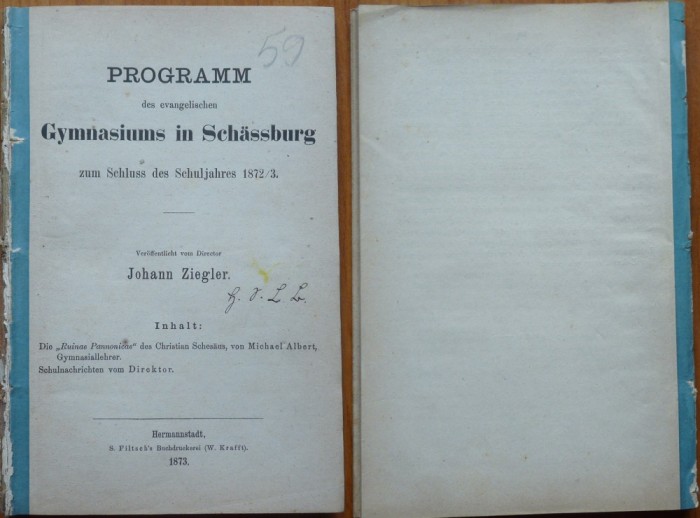 59
PROGRAMM
des evangelischen
Gymnasiums in Schässburg
zum Schluss des Schuljahres 1872/3.
Veröffentlicht vom Director
Johann Ziegler.
Inhalt:
Die „Ruinae Pannonicae“ des Christian Schesäus, von Michael Albert,
Gymnasiallehrer.
Schulnachrichten vom Direktor.
Hermannstadt,
S. Filtsch's Buchdruckerei (W. Krafft).
1873.